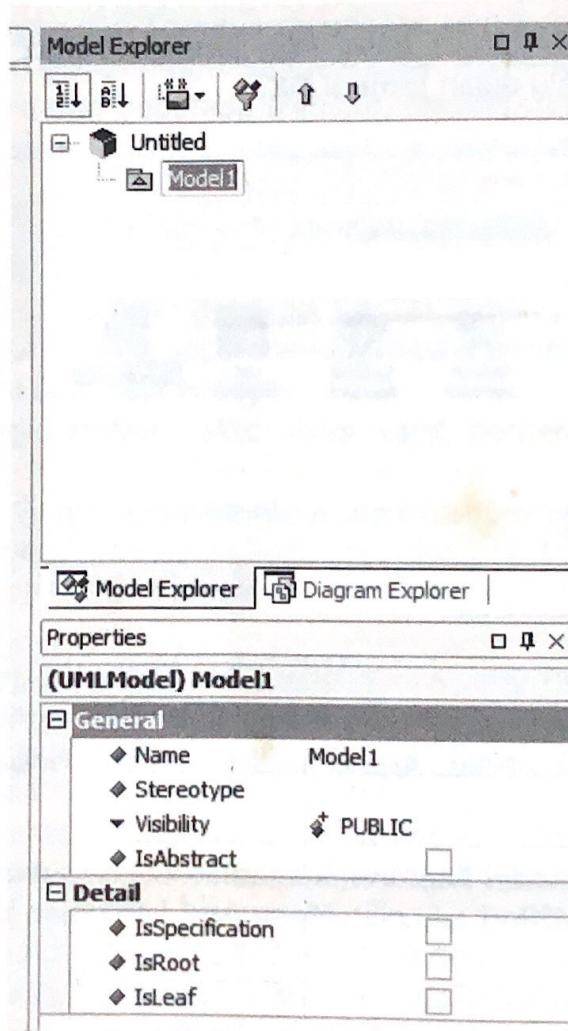 Model Explorer
Untitled
Model1
Model Explorer
Diagram Explorer
Properties
(UMLModel) Model1
General
Name Model1
Stereotype
Visibility PUBLIC
IsAbstract
Detail
IsSpecification
IsRoot
IsLeaf